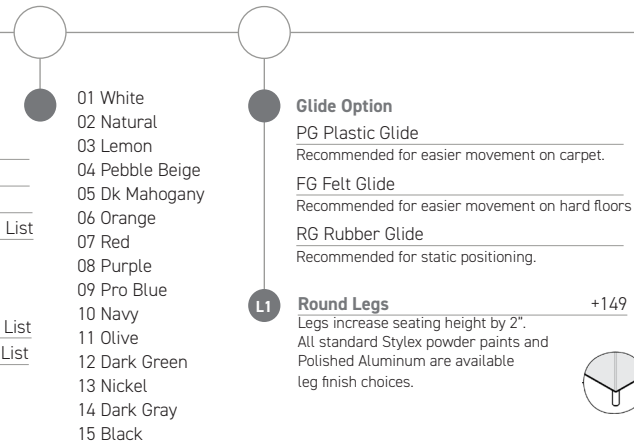 List
List
List
01 White
02 Natural
03 Lemon
04 Pebble Beige
05 Dk Mahogany
06 Orange
07 Red
08 Purple
09 Pro Blue
10 Navy
11 Olive
12 Dark Green
13 Nickel
14 Dark Gray
15 Black
Glide Option
PG Plastic Glide
Recommended for easier movement on carpet.
FG Felt Glide
Recommended for easier movement on hard floors
RG Rubber Glide
Recommended for static positioning.
L1 Round Legs +149
Legs increase seating height by 2”.
All standard Stylex powder paints and
Polished Aluminum are available
leg finish choices.